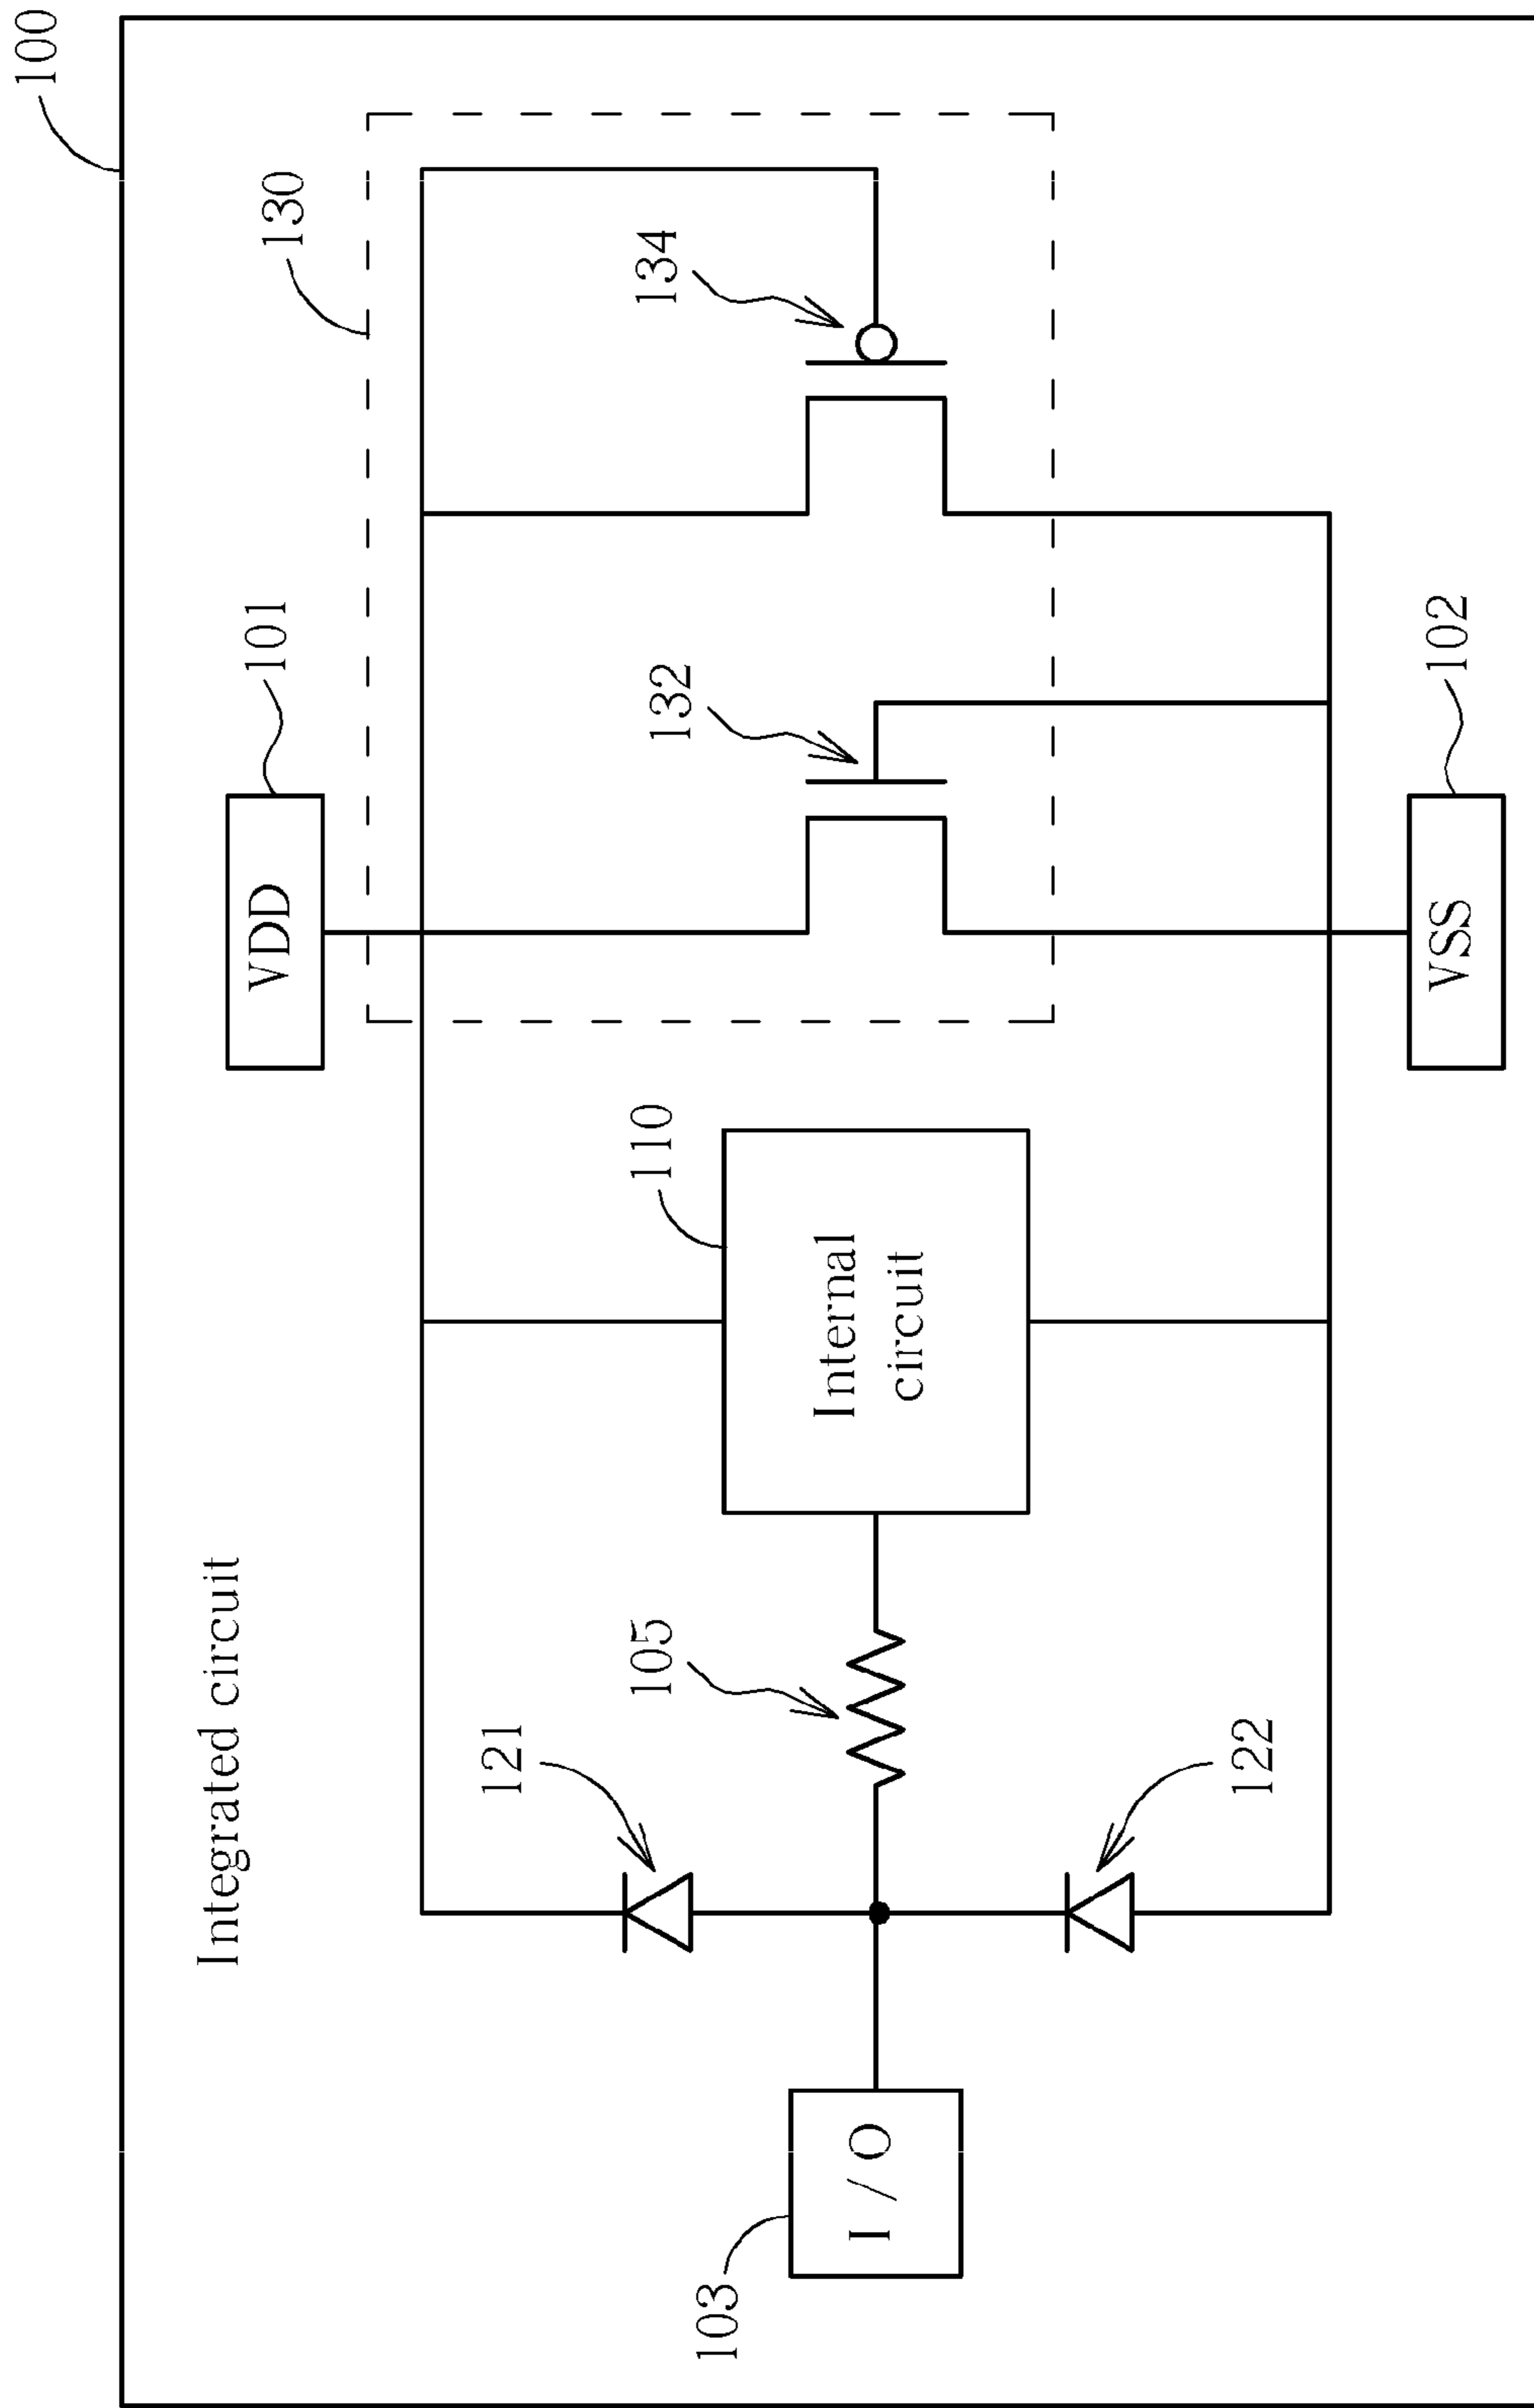 100
Integrated circuit
101
VDD
130
121
105
110
132
134
103
I/O
Internal
circuit
122
VSS
102